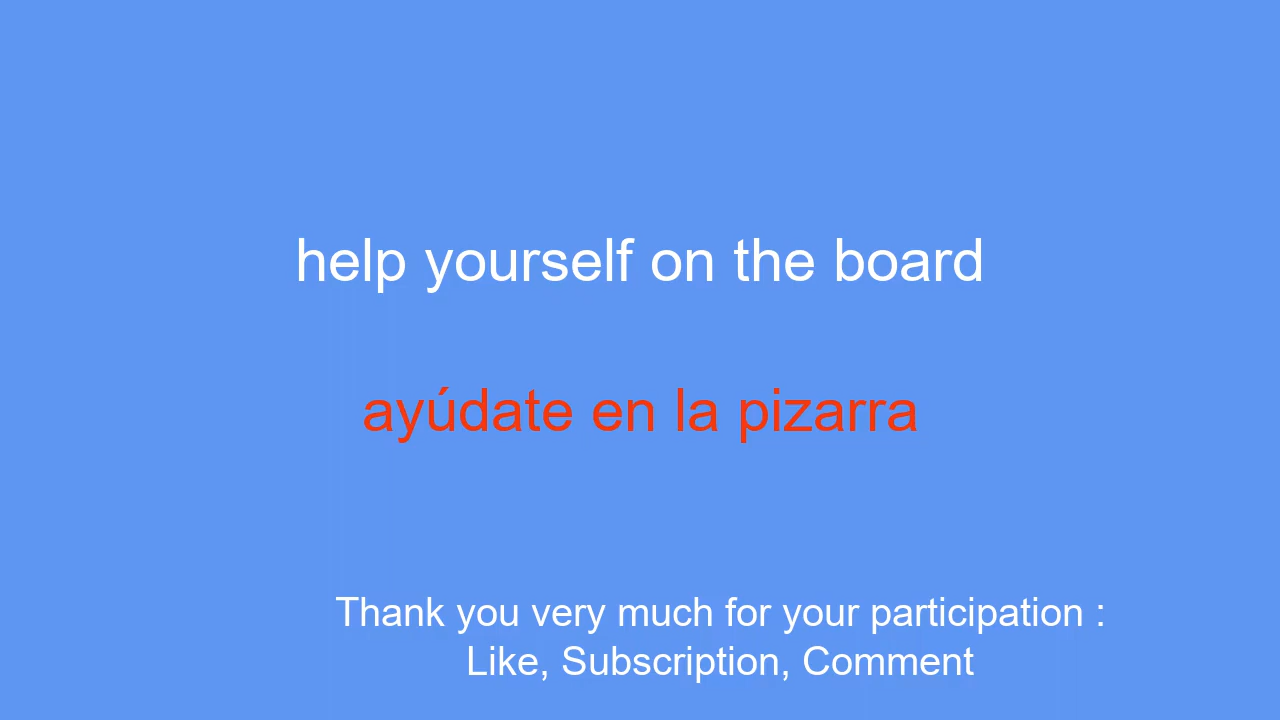 help yourself on the board
ayúdate en la pizarra
Thank you very much for your participation :
Like, Subscription, Comment